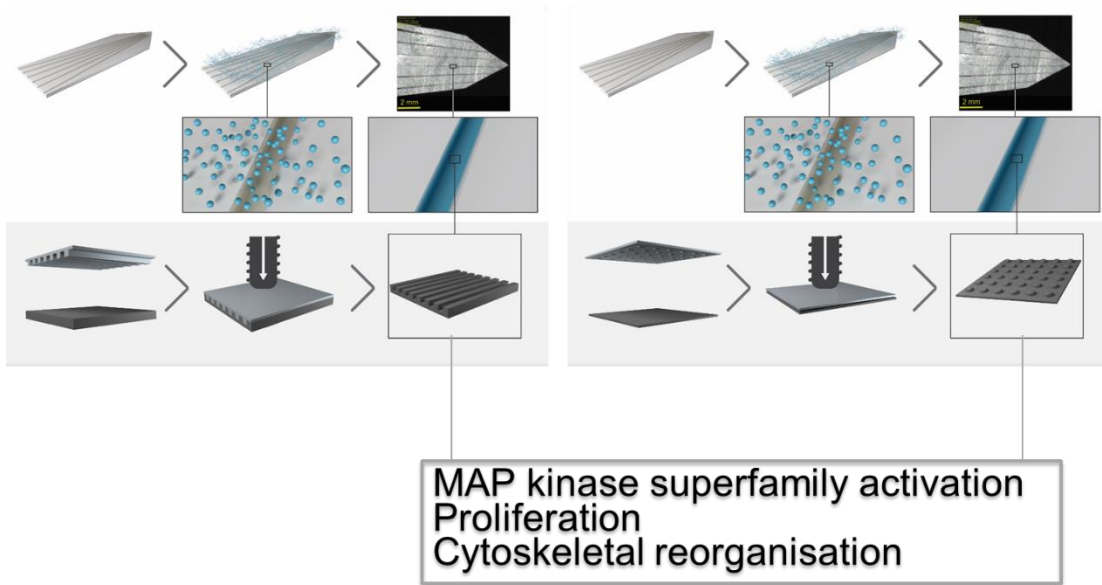 2 mm
2 mm
MAP kinase superfamily activation
Proliferation
Cytoskeletal reorganisation